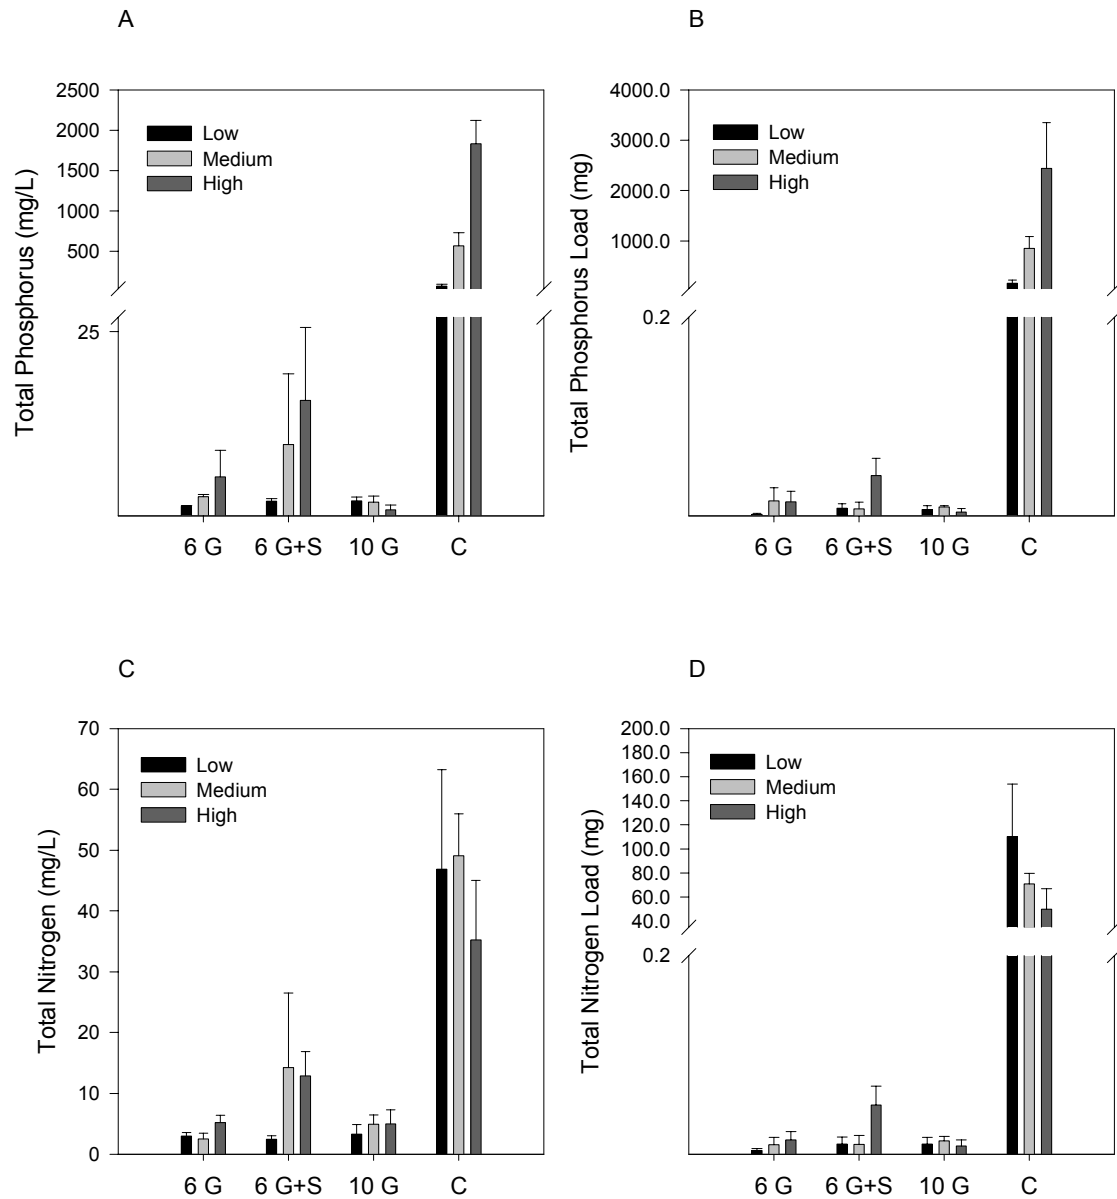 A
Total Phosphorus (mg/L)
2500
2000
1500
1000
500
25
Low
Medium
High
6 G
6 G+S
10 G
C
B
Total Phosphorus Load (mg)
4000.0
3000.0
2000.0
1000.0
0.2
Low
Medium
High
6 G
6 G+S
10 G
C
C
Total Nitrogen (mg/L)
70
60
50
40
30
20
10
0
Low
Medium
High
6 G
6 G+S
10 G
C
D
Total Nitrogen Load (mg)
200.0
180.0
160.0
140.0
120.0
100.0
80.0
60.0
40.0
0.2
Low
Medium
High
6 G
6 G+S
10 G
C